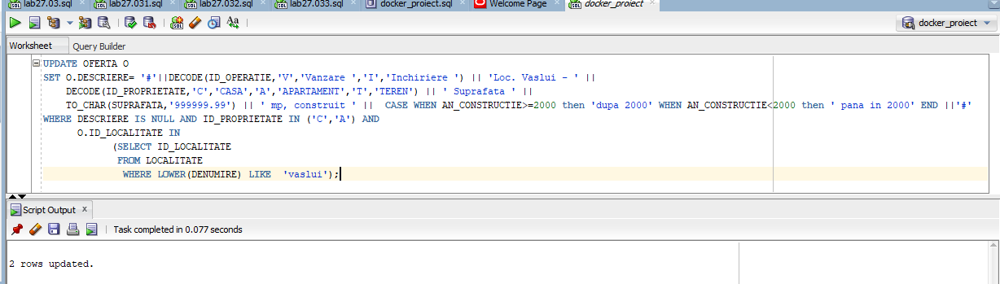 lab27.03.sql lab27.031.sql lab27.032.sql lab27.033.sql docker_proiect.sql Welcome Page docker_proiect
docker_proiect
Worksheet Query Builder
UPDATE OFERTA O
SET O.DESCRIERE= '#'||DECODE(ID_OPERATIE,'V','Vanzare ','I','Inchiriere ') || 'Loc. Vaslui - ' ||
DECODE(ID_PROPRIETATE,'C','CASA','A','APARTAMENT','T','TEREN') || ' Suprafata ' ||
TO_CHAR(SUPRAFATA,'999999.99') || ' mp, construit ' || CASE WHEN AN_CONSTRUCTIE>=2000 then 'dupa 2000' WHEN AN_CONSTRUCTIE<2000 then ' pana in 2000' END ||'#'
WHERE DESCRIERE IS NULL AND ID_PROPRIETATE IN ('C','A') AND
O.ID_LOCALITATE IN
(SELECT ID_LOCALITATE
FROM LOCALITATE
WHERE LOWER(DENUMIRE) LIKE 'vaslui');
Script Output x
Task completed in 0.077 seconds
2 rows updated.